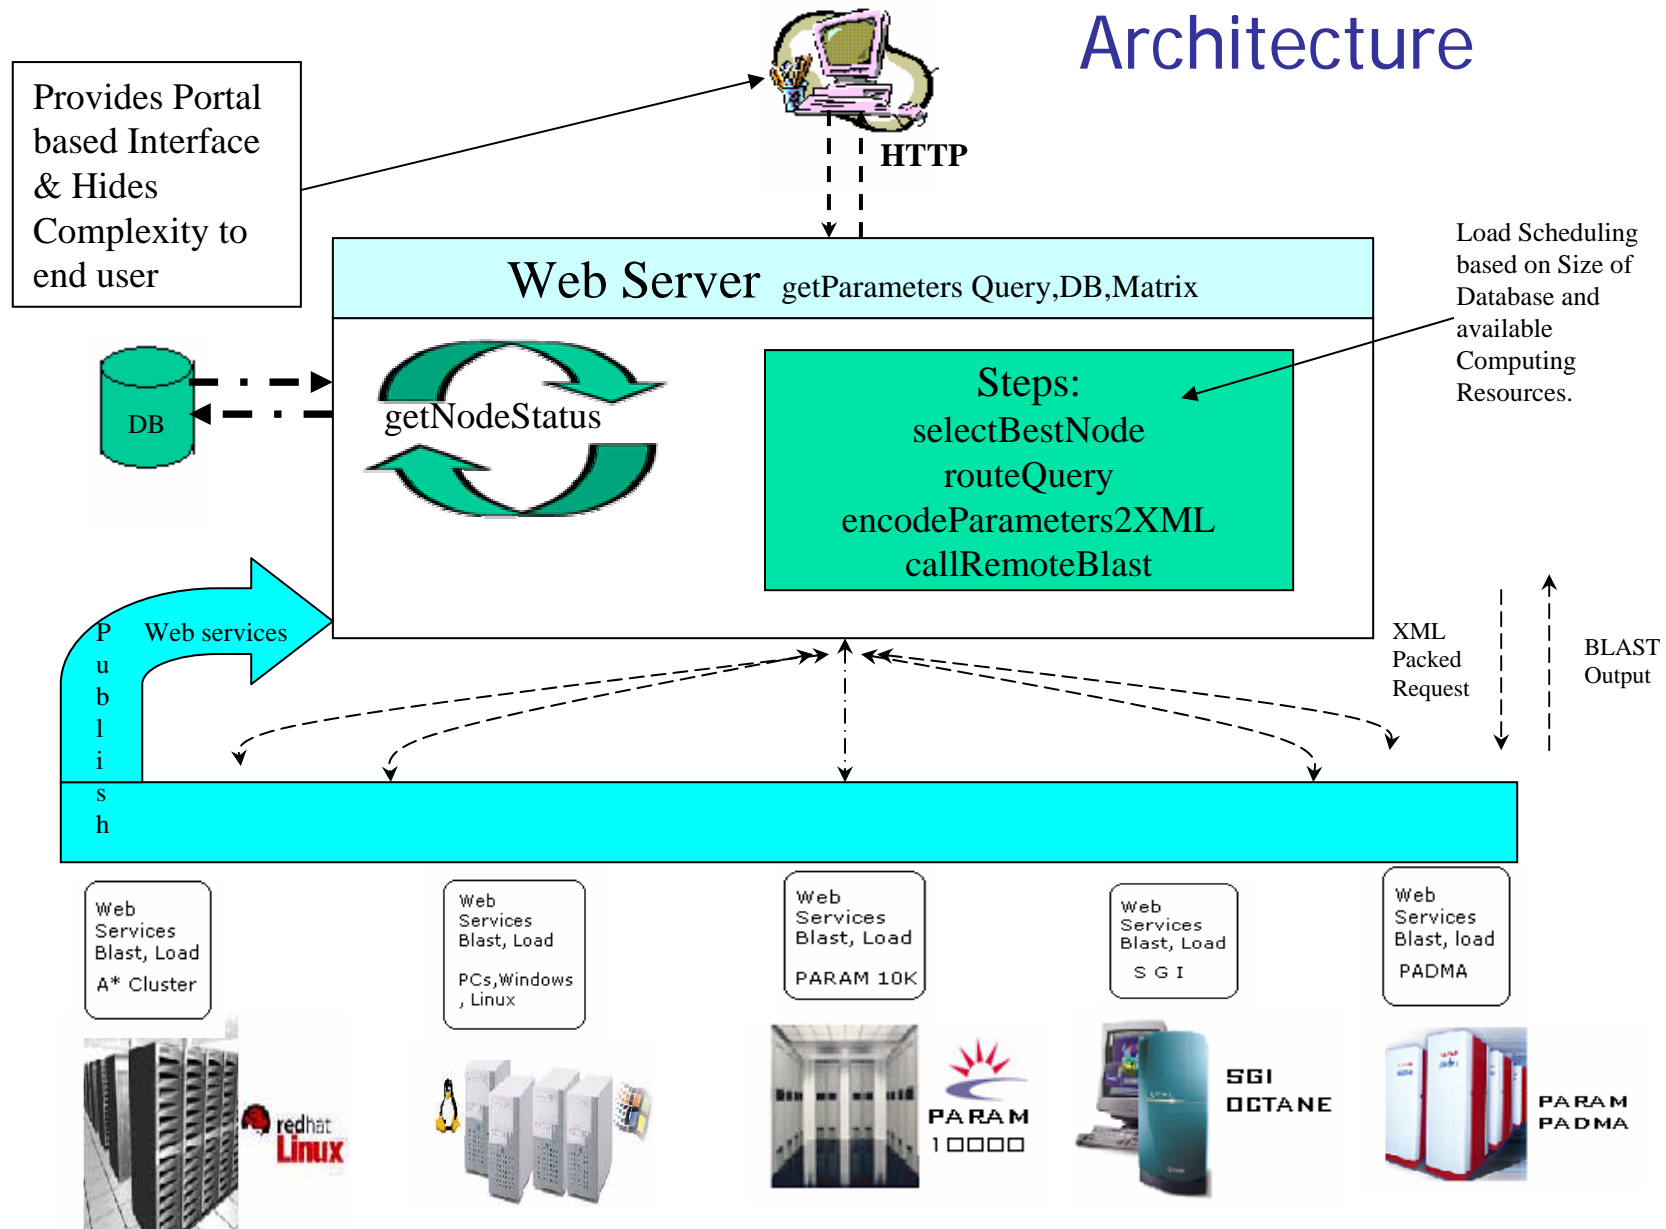 Architecture
Provides Portal
based Interface
& Hides
Complexity to
end user
HTTP
Load Scheduling
based on Size of
Database and
available
Computing
Resources.
Web Server getParameters Query,DB,Matrix
DB
getNodeStatus
Steps:
selectBestNode
routeQuery
encodeParameters2XML
callRemoteBlast
Publish
Web services
XML
Packed
Request
BLAST
Output
Web
Services
Blast, Load
A* Cluster
Web
Services
Blast, Load
PCs,Windows
, Linux
Web
Services
Blast, Load
PARAM 10K
Web
Services
Blast, Load
S G I
Web
Services
Blast, load
PADMA
redhat
Linux
PARAM
10000
SGI
OCTANE
PARAM
PADMA